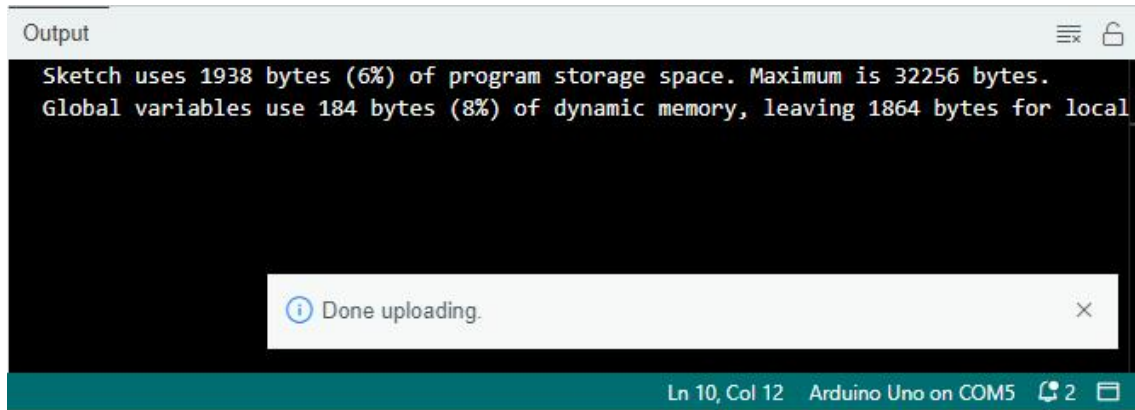 Output
Sketch uses 1938 bytes (6%) of program storage space. Maximum is 32256 bytes.
Global variables use 184 bytes (8%) of dynamic memory, leaving 1864 bytes for local
Done uploading.
Ln 10, Col 12 Arduino Uno on COM5 2